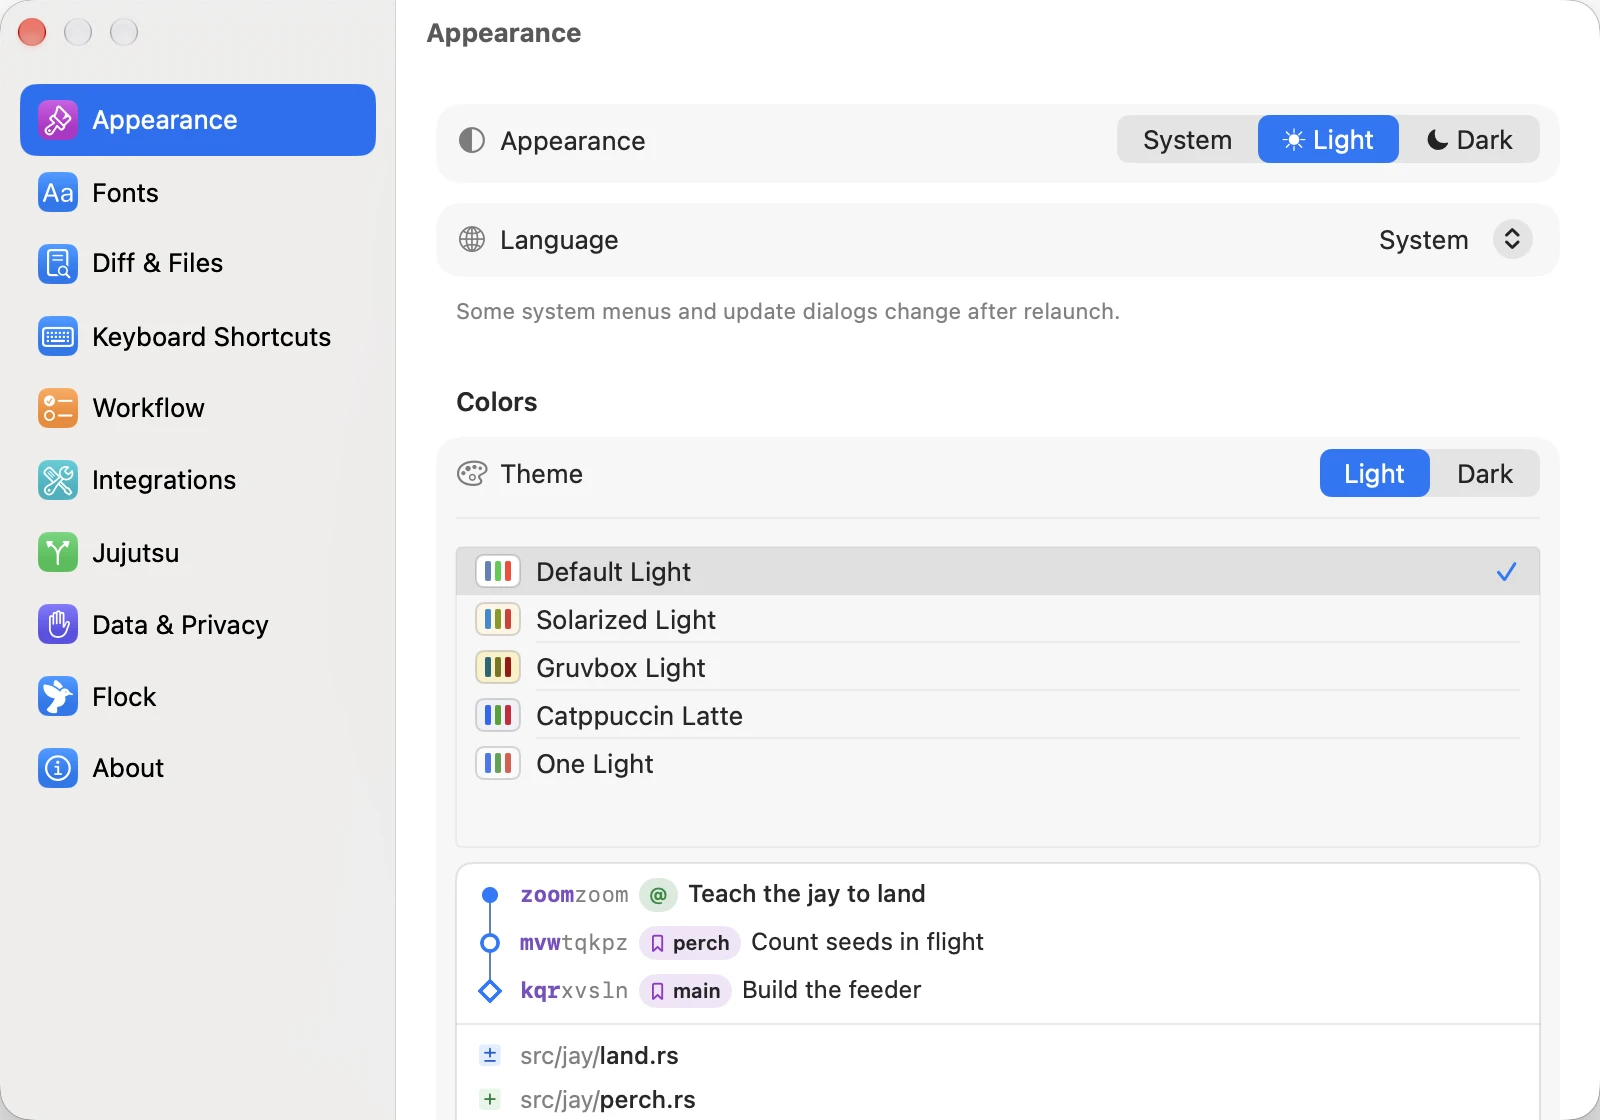 Appearance
Fonts
Diff & Files
Keyboard Shortcuts
Workflow
Integrations
Jujutsu
Data & Privacy
Flock
About
Appearance
Appearance
System Light Dark
Language
System
Some system menus and update dialogs change after relaunch.
Colors
Theme
Light Dark
Default Light
Solarized Light
Gruvbox Light
Catppuccin Latte
One Light
zoomzoom @ Teach the jay to land
mvwtqkpz perch Count seeds in flight
kqrxvsln main Build the feeder
± src/jay/land.rs
+ src/jay/perch.rs